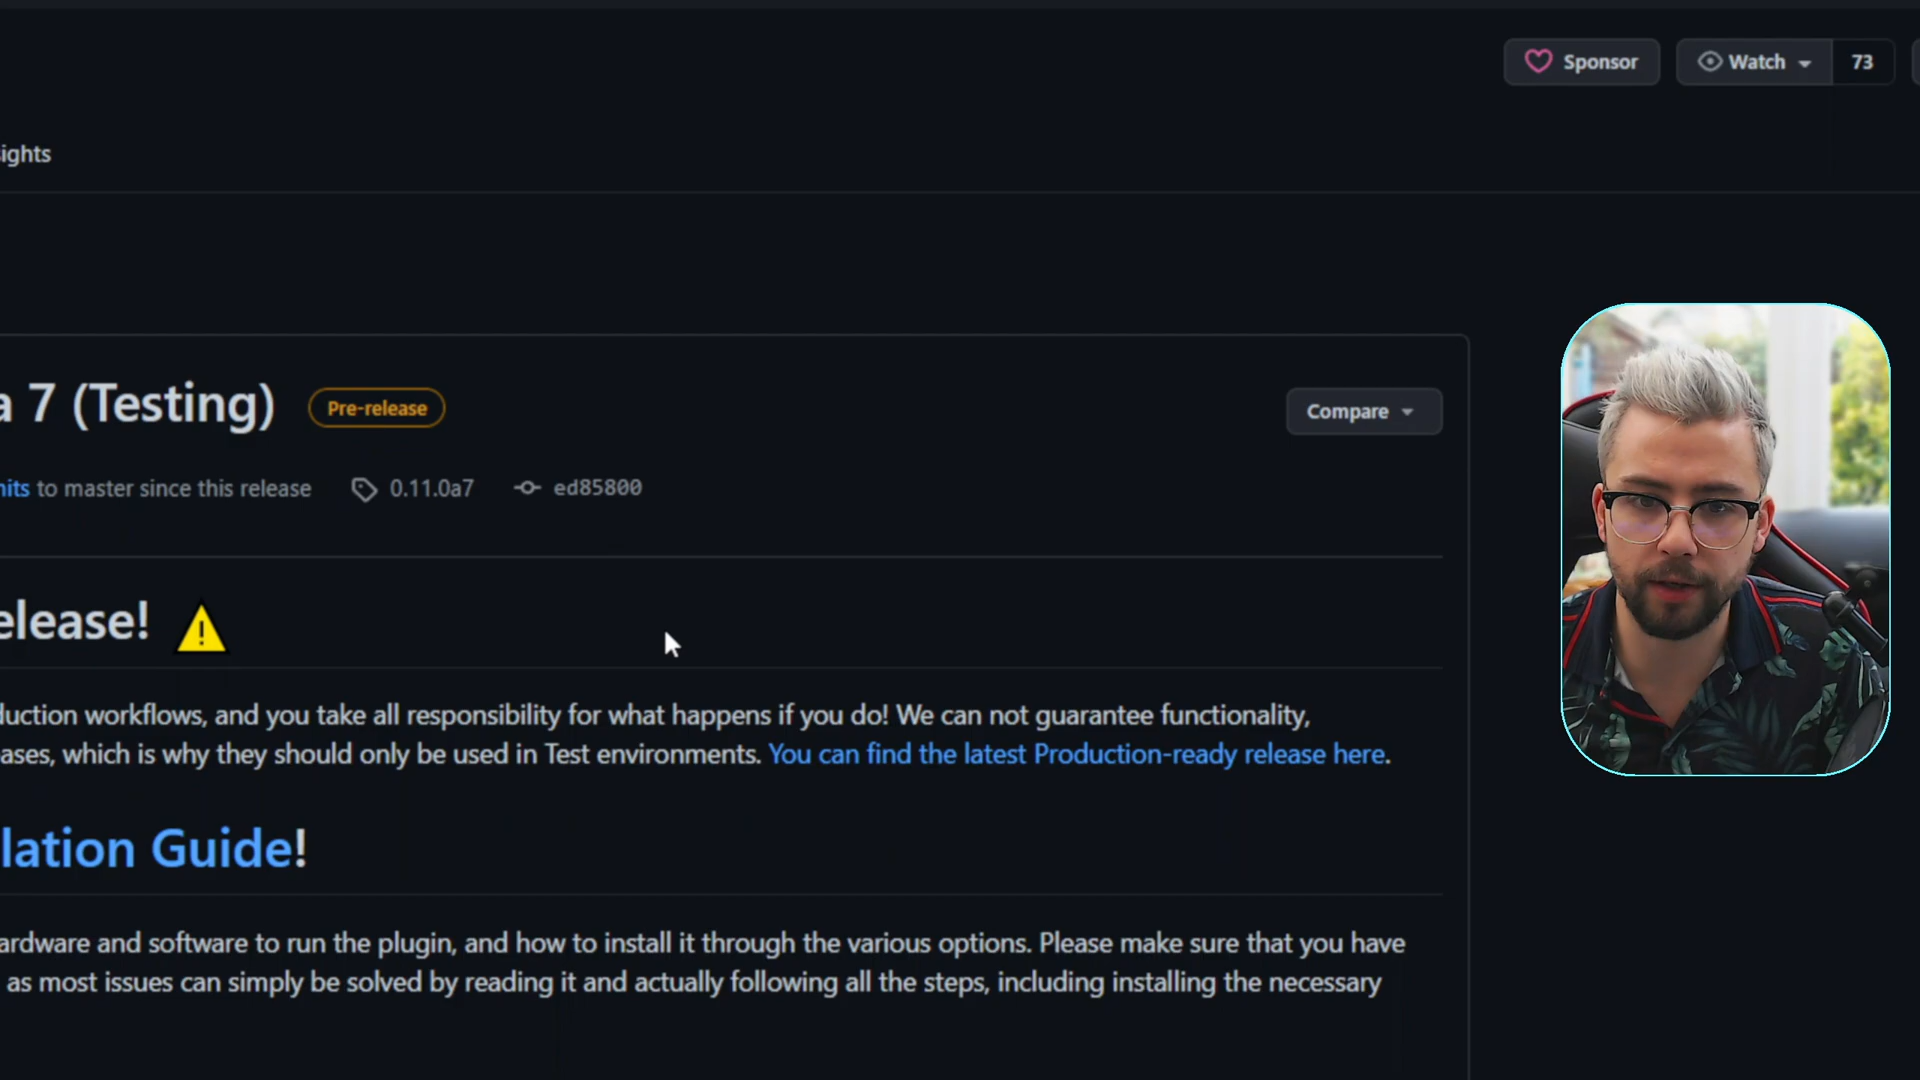 Sponsor
Watch
73
ights
a 7 (Testing)
Pre-release
Compare
its to master since this release
0.11.0a7
ed85800
elease!
duction workflows, and you take all responsibility for what happens if you do! We can not guarantee functionality,
ases, which is why they should only be used in Test environments. You can find the latest Production-ready release here.
lation Guide!
ardware and software to run the plugin, and how to install it through the various options. Please make sure that you have
as most issues can simply be solved by reading it and actually following all the steps, including installing the necessary